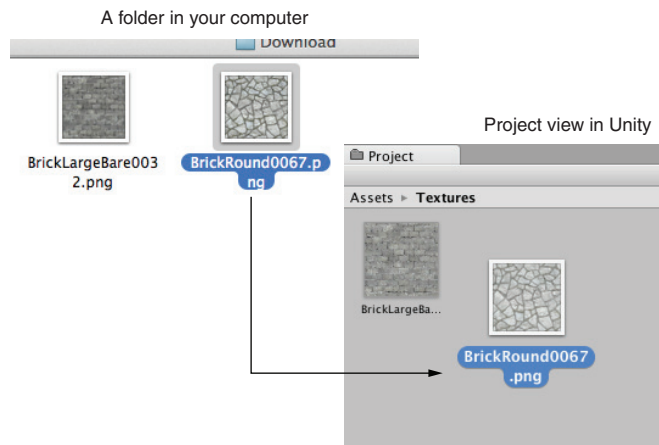 A folder in your computer
Download
BrickLargeBare003
2.png
BrickRound0067.p
ng
Project view in Unity
Project
Assets ▸ Textures
BrickLargeBa...
BrickRound0067
.png